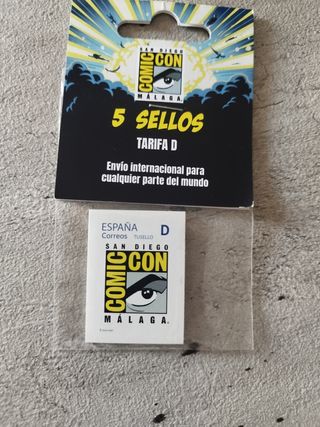 SAN DIEGO
COMIC CON
MÁLAGA
5 SELLOS
TARIFA D
Envío internacional para
cualquier parte del mundo
ESPAÑA D
Correos TUSELLO
SAN DIEGO
COMIC CON
MÁLAGA